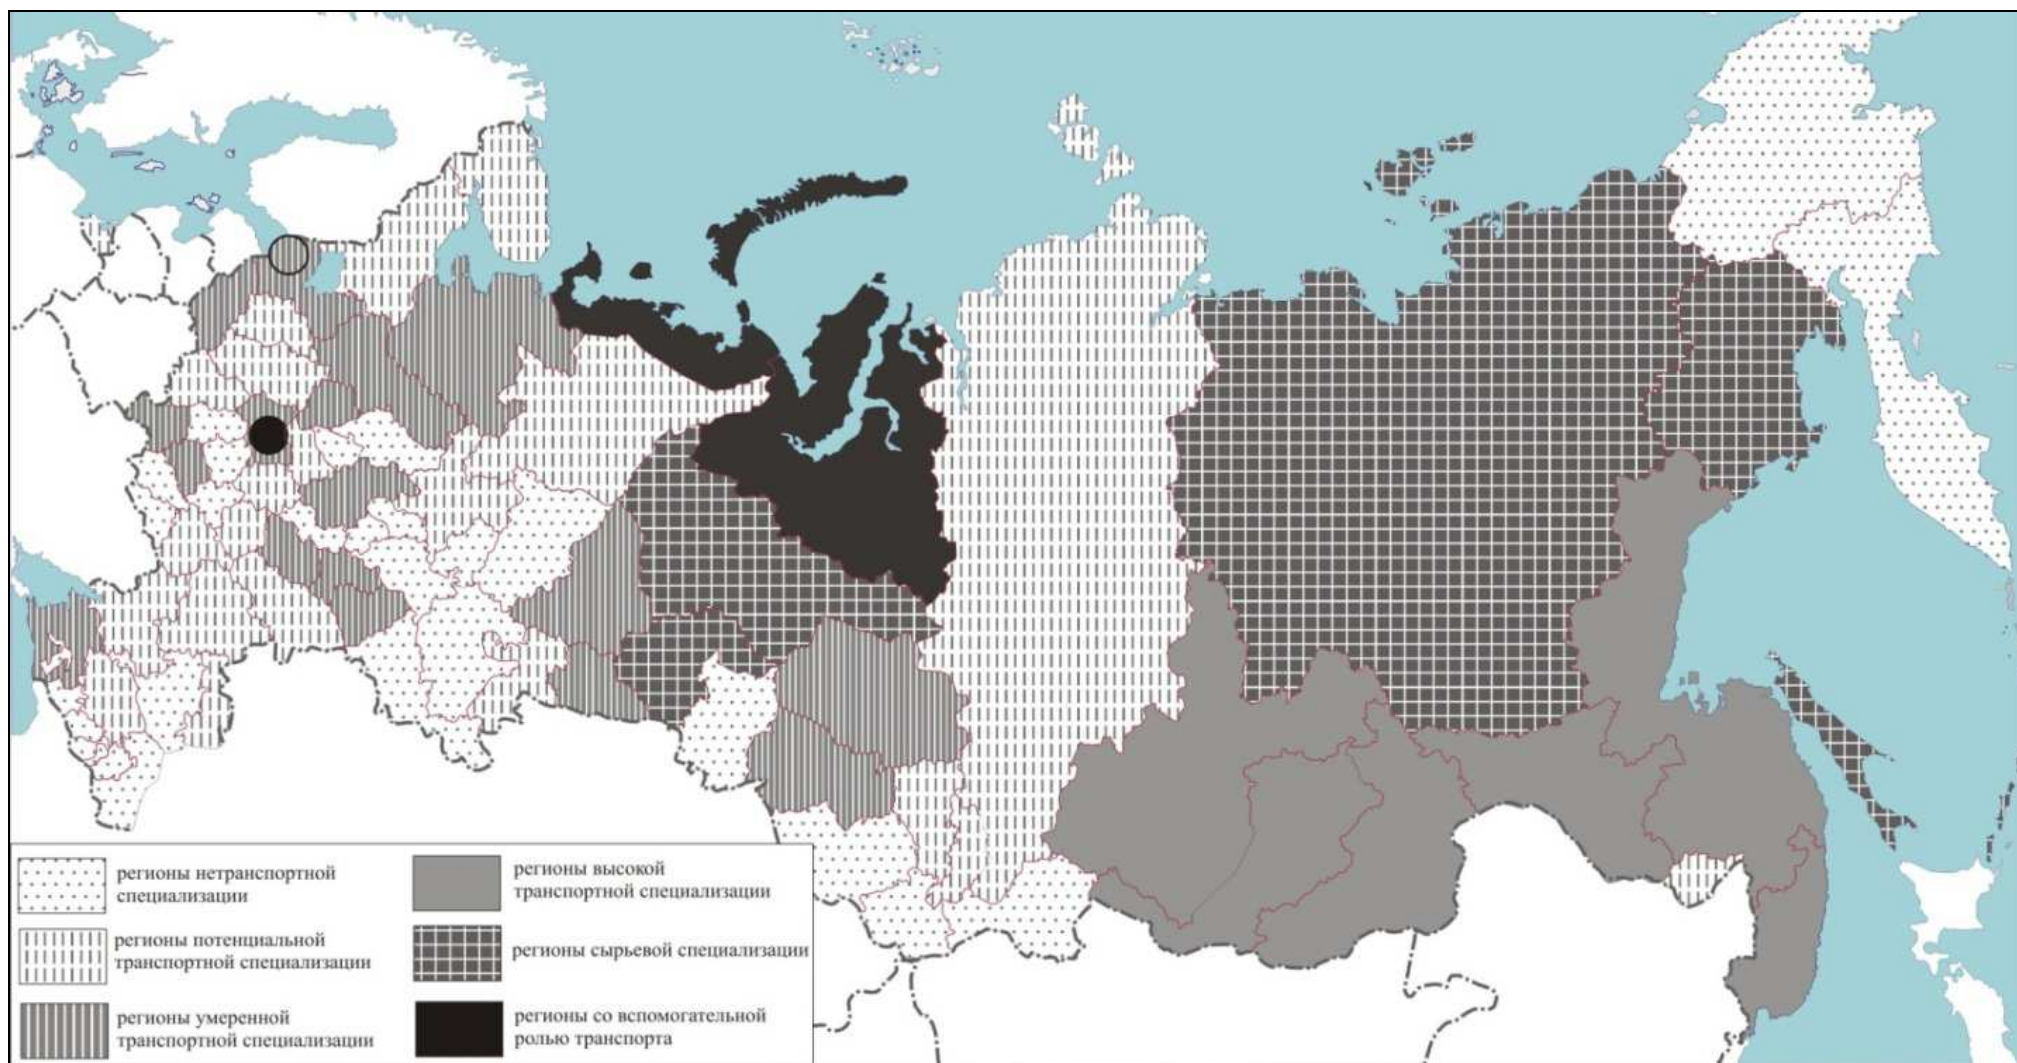 регионы нетранспортной
специализации
регионы потенциальной
транспортной специализации
регионы умеренной
транспортной специализации
регионы высокой
транспортной специализации
регионы сырьевой специализации
регионы со вспомогательной
ролью транспорта